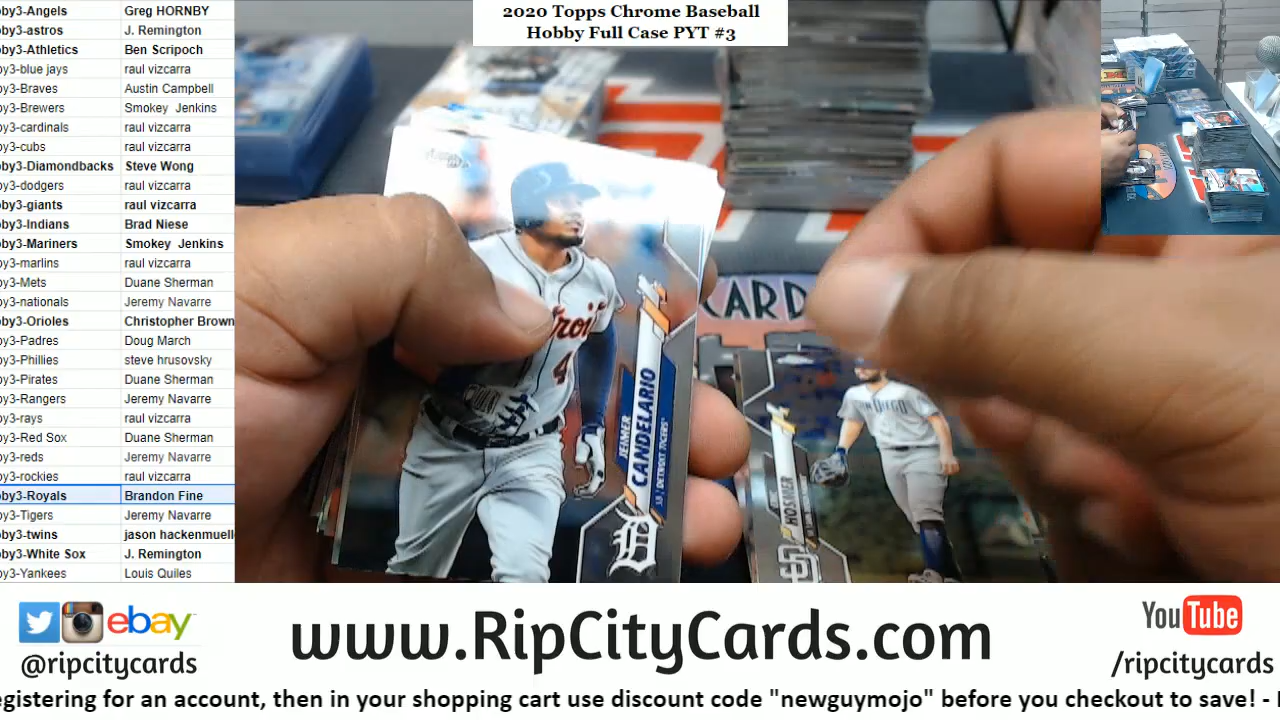 2020 Topps Chrome Baseball
Hobby Full Case PYT #3
by3-Angels Greg HORNBY
by3-astros J. Remington
by3-Athletics Ben Scripoch
by3-blue jays raul vizcarra
by3-Braves Austin Campbell
by3-Brewers Smokey Jenkins
by3-cardinals raul vizcarra
by3-cubs raul vizcarra
by3-Diamondbacks Steve Wong
by3-dodgers raul vizcarra
by3-giants raul vizcarra
by3-Indians Brad Niese
by3-Mariners Smokey Jenkins
by3-marlins raul vizcarra
by3-Mets Duane Sherman
by3-nationals Jeremy Navarre
by3-Orioles Christopher Brown
by3-Padres Doug March
by3-Phillies steve hrusovsky
by3-Pirates Duane Sherman
by3-Rangers Jeremy Navarre
by3-rays raul vizcarra
by3-Red Sox Duane Sherman
by3-reds Jeremy Navarre
by3-rockies raul vizcarra
by3-Royals Brandon Fine
by3-Tigers Jeremy Navarre
by3-twins jason hackenmuell
by3-White Sox J. Remington
by3-Yankees Louis Quiles
JEIMER
CANDELARIO
3B | DETROIT TIGERS
4
CARD
HOSMER
SAN DIEGO
ebay
@ripcitycards
www.RipCityCards.com
YouTube
/ripcitycards
egistering for an account, then in your shopping cart use discount code "newguymojo" before you checkout to save! -